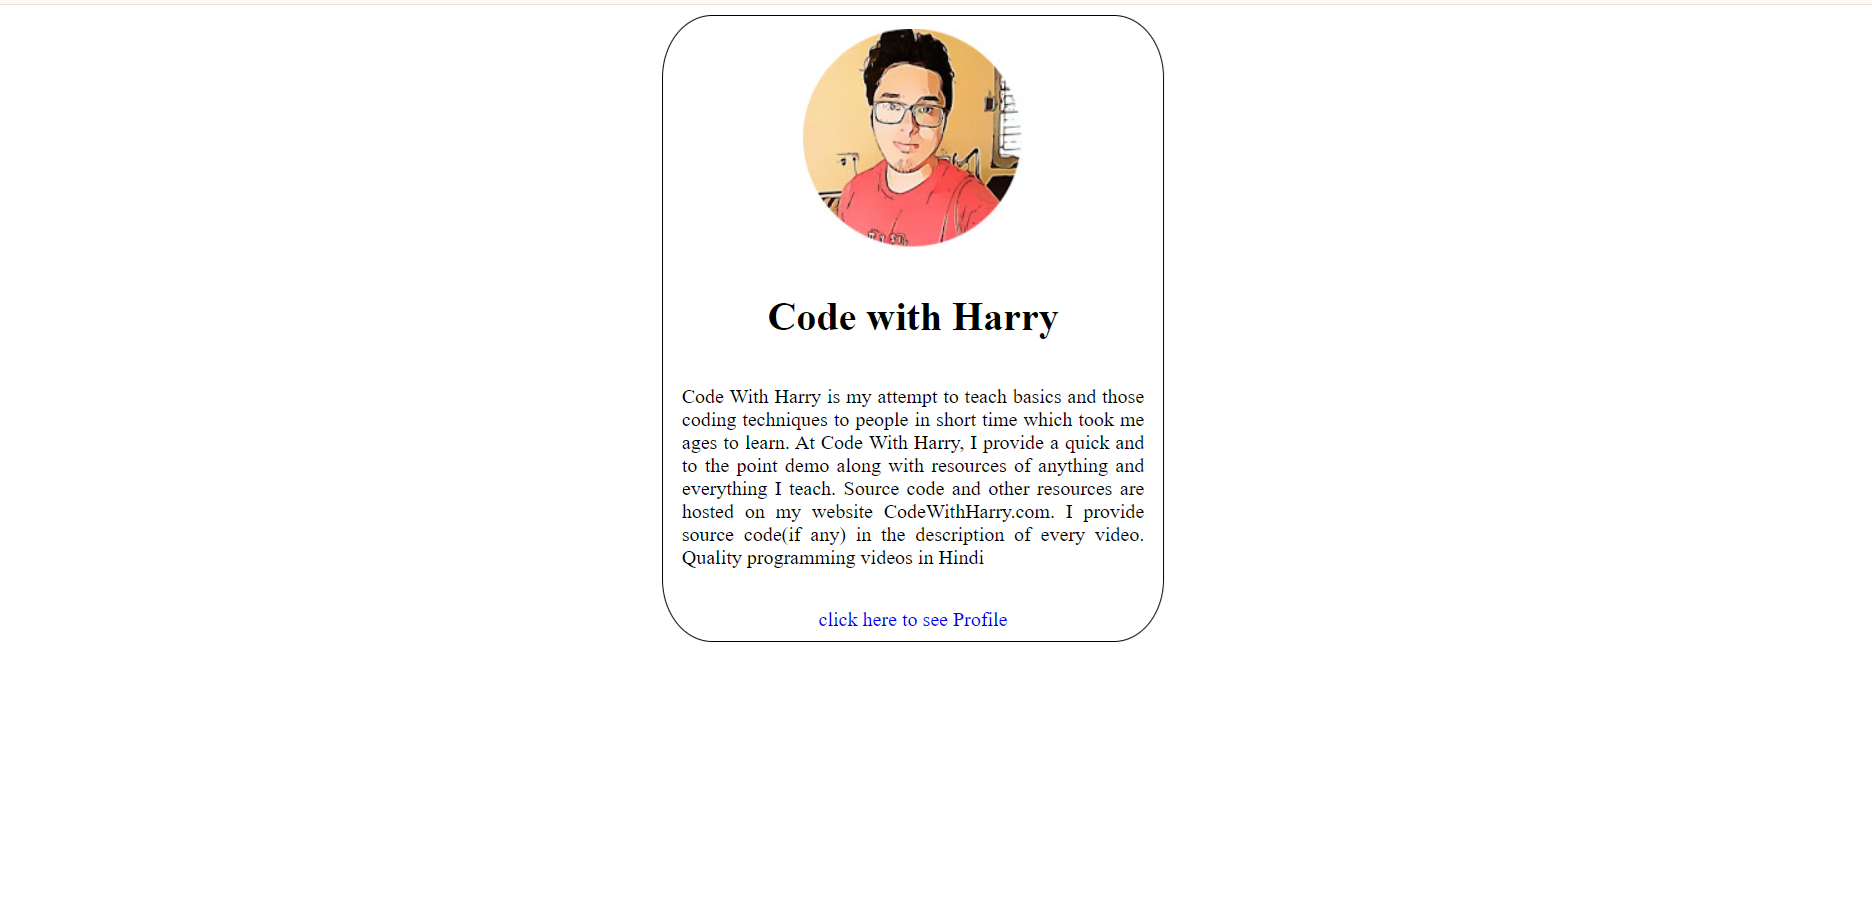 Code with Harry
Code With Harry is my attempt to teach basics and those
coding techniques to people in short time which took me
ages to learn. At Code With Harry, I provide a quick and
to the point demo along with resources of anything and
everything I teach. Source code and other resources are
hosted on my website CodeWithHarry.com. I provide
source code(if any) in the description of every video.
Quality programming videos in Hindi
click here to see Profile